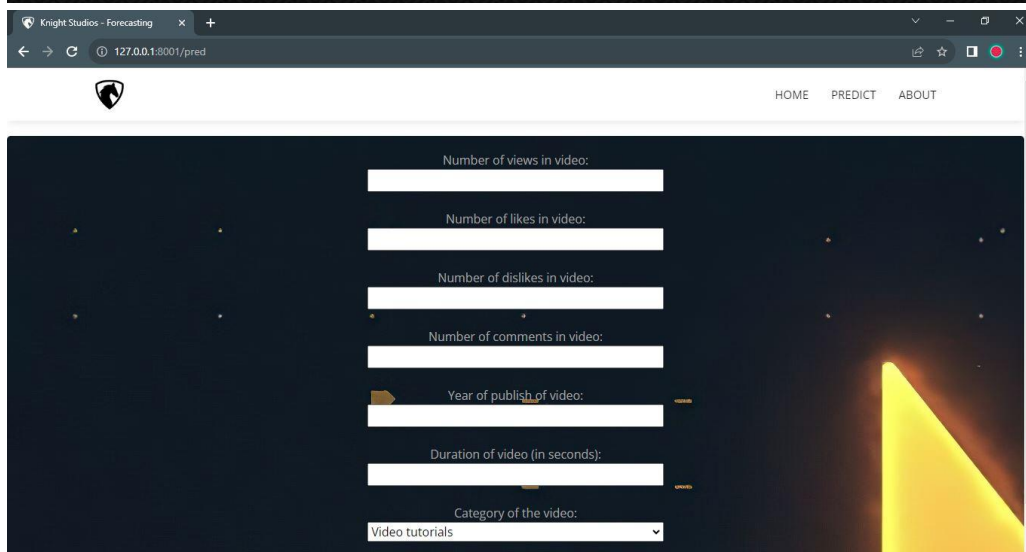 Knight Studios - Forecasting
127.0.0.1:8001/pred
HOME PREDICT ABOUT
Number of views in video:
Number of likes in video:
Number of dislikes in video:
Number of comments in video:
Year of publish of video:
Duration of video (in seconds):
Category of the video:
Video tutorials